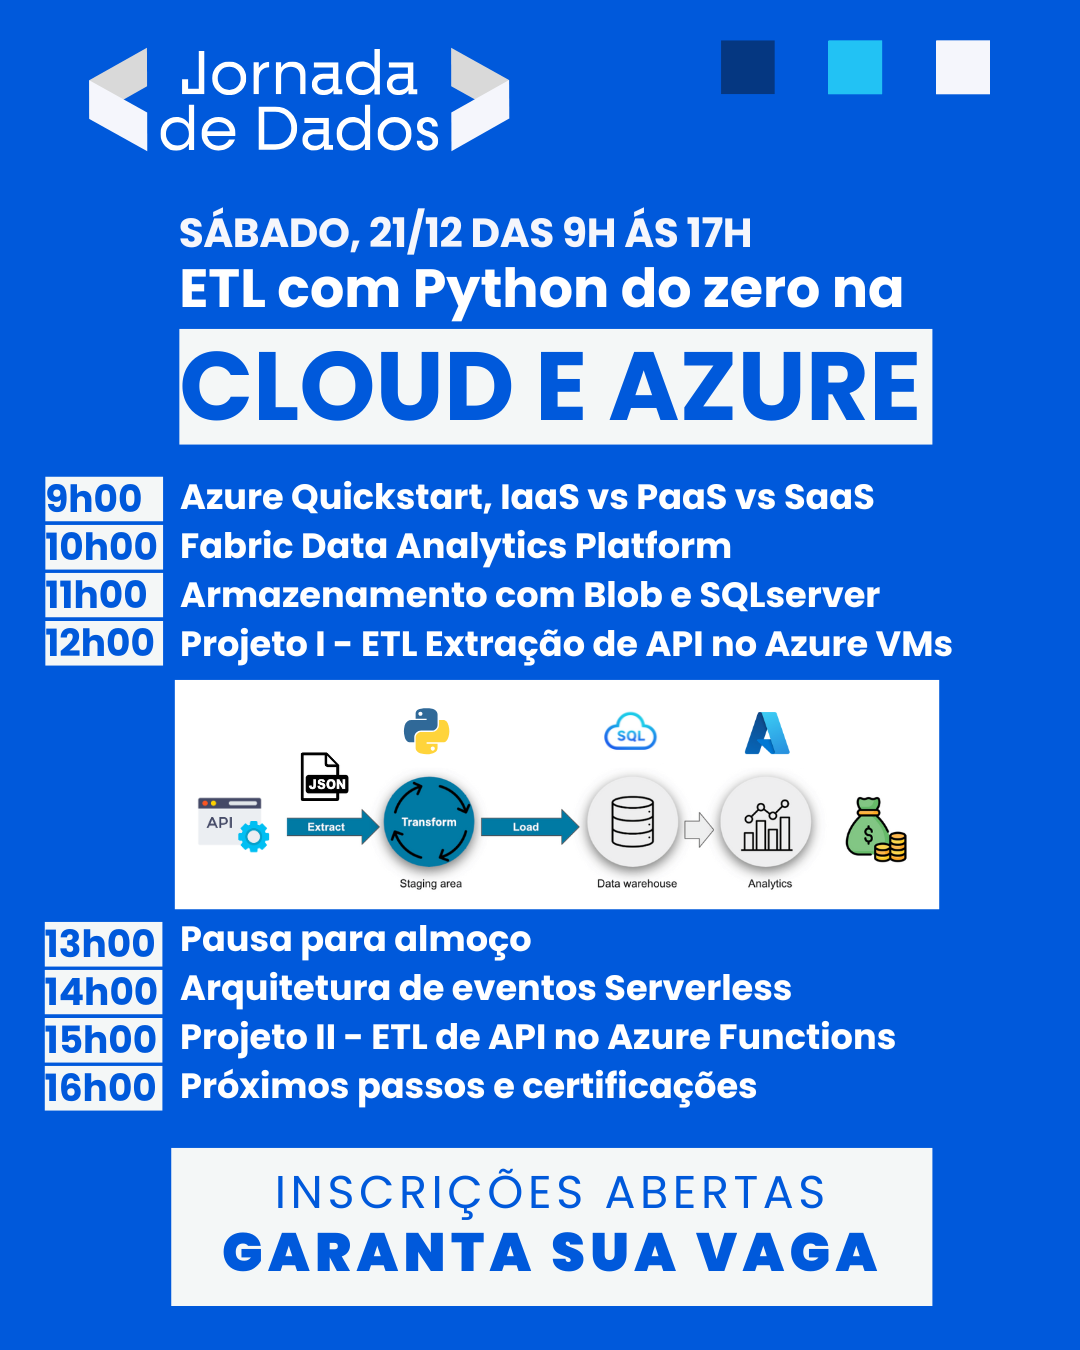 Jornada
de Dados
SÁBADO, 21/12 DAS 9H ÁS 17H
ETL com Python do zero na
CLOUD E AZURE
9h00 Azure Quickstart, IaaS vs PaaS vs SaaS
10h00 Fabric Data Analytics Platform
11h00 Armazenamento com Blob e SQLserver
12h00 Projeto I - ETL Extração de API no Azure VMs
SQL
JSON
API
Extract
Transform
Load
$
Staging area
Data warehouse
Analytics
13h00 Pausa para almoço
14h00 Arquitetura de eventos Serverless
15h00 Projeto II - ETL de API no Azure Functions
16h00 Próximos passos e certificações
INSCRIÇÕES ABERTAS
GARANTA SUA VAGA